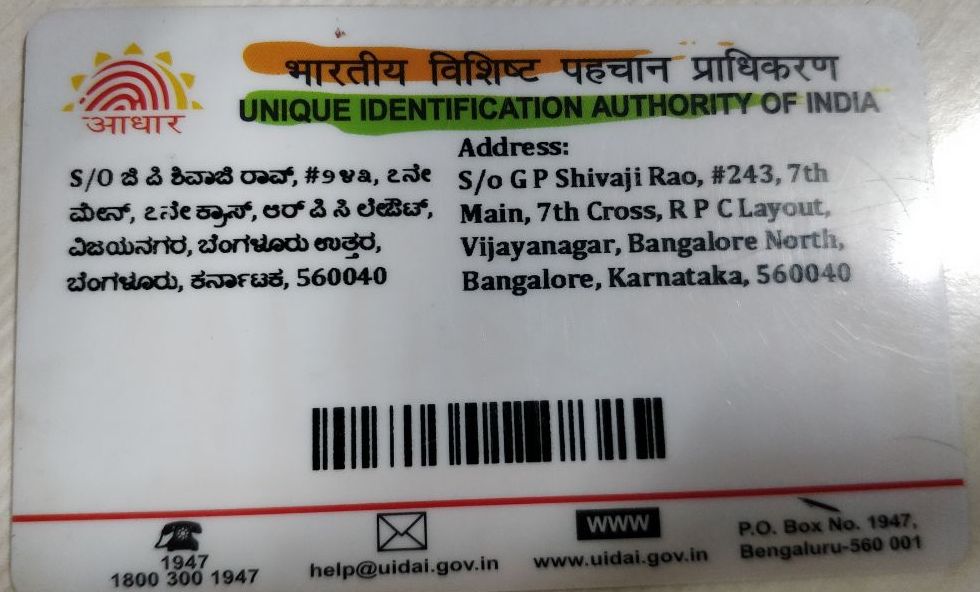 भारतीय विशिष्ट पहचान प्राधिकरण
आधार
UNIQUE IDENTIFICATION AUTHORITY OF INDIA
S/O ಜಿ ಪಿ ಶಿವಾಜಿ ರಾವ್, #೨೪೩, ೭ನೇ
ಮೇನ್, ೭ನೇ ಕ್ರಾಸ್, ಆರ್ ಪಿ ಸಿ ಲೇಔಟ್,
ವಿಜಯನಗರ, ಬೆಂಗಳೂರು ಉತ್ತರ,
ಬೆಂಗಳೂರು, ಕರ್ನಾಟಕ, 560040
Address:
S/o G P Shivaji Rao, #243, 7th
Main, 7th Cross, R P C Layout,
Vijayanagar, Bangalore North,
Bangalore, Karnataka, 560040
1947
1800 300 1947
help@uidai.gov.in
WWW
www.uidai.gov.in
P.O. Box No. 1947,
Bengaluru-560 001